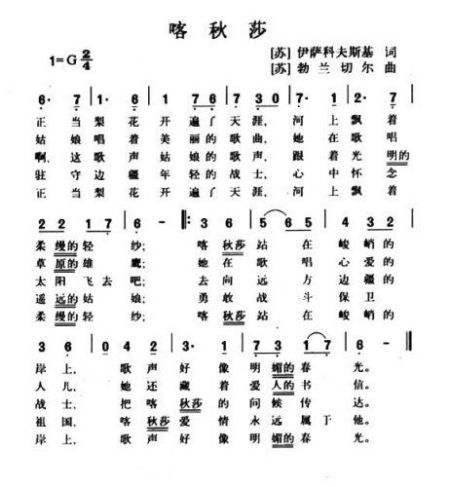 喀秋莎
1=G 2/4
[苏] 伊萨科夫斯基 词
[苏] 勃兰切尔 曲
6· 7 | 1· 6 | 1 1 7 6 | 7 3 0 | 7· 1 | 2· 7 |
正当梨花开遍了天涯，河上飘着
姑娘唱着美丽的歌曲，她在歌唱
啊，这歌声姑娘的歌声，跟着光明的
驻守边疆年轻的战士，心中怀念
正当梨花开遍了天涯，河上飘着
2 2 1 7 | 6 - |: 3 6 | 5 6 5 | 4 3 2 |
柔缦的轻纱；喀秋莎站在峻峭的
草原的雄鹰；她在歌唱心爱的
太阳飞去吧；去向远方边疆的
遥远的姑娘；勇敢战斗保卫
柔缦的轻纱；喀秋莎站在峻峭的
3 6 | 0 4 2 | 3· 1 | 7 3 1 7 | 6 - :|
岸上，歌声好像明媚的春光。
人儿，她还藏着爱人的书信。
战士，把喀秋莎的问候传达。
祖国，喀秋莎爱情永远属于他。
岸上，歌声好像明媚的春光。